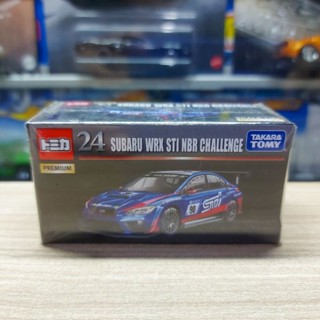 トミカ
PREMIUM
24 SUBARU WRX STI NBR CHALLENGE
TAKARA
TOMY
STI